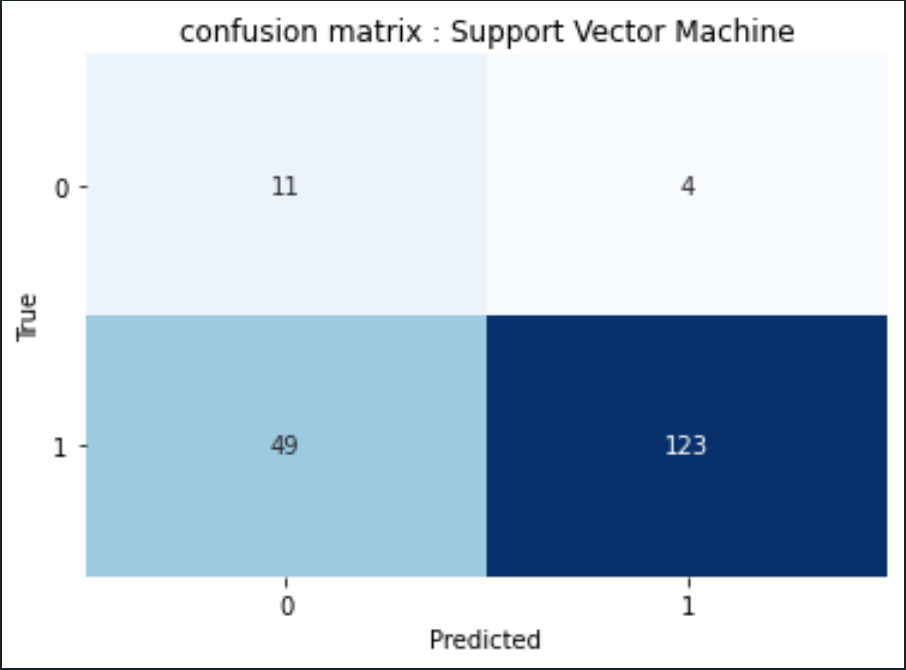 confusion matrix : Support Vector Machine
0
11
4
True
1
49
123
0
1
Predicted